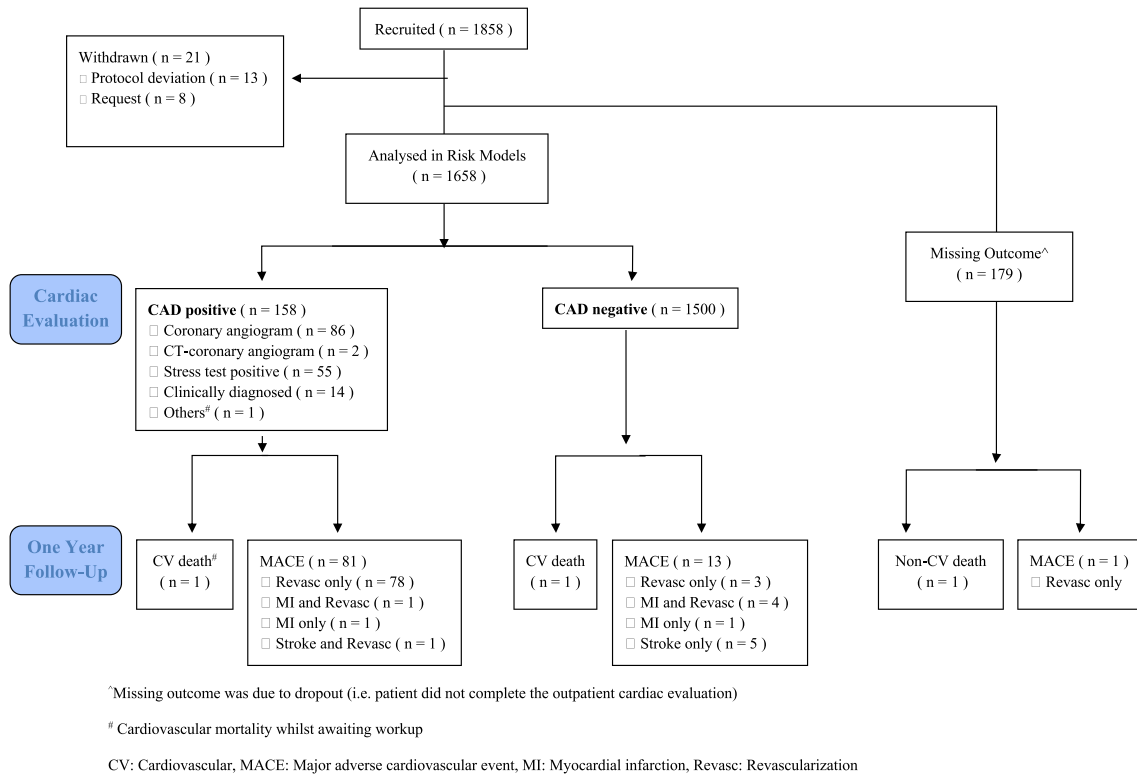 Recruited ( n = 1858 )
Withdrawn ( n = 21 )
□ Protocol deviation ( n = 13 )
□ Request ( n = 8 )
Analysed in Risk Models
( n = 1658 )
Missing Outcome^
( n = 179 )
Cardiac
Evaluation
CAD positive ( n = 158 )
□ Coronary angiogram ( n = 86 )
□ CT-coronary angiogram ( n = 2 )
□ Stress test positive ( n = 55 )
□ Clinically diagnosed ( n = 14 )
□ Others# ( n = 1 )
CAD negative ( n = 1500 )
One Year
Follow-Up
CV death#
( n = 1 )
MACE ( n = 81 )
□ Revasc only ( n = 78 )
□ MI and Revasc ( n = 1 )
□ MI only ( n = 1 )
□ Stroke and Revasc ( n = 1 )
CV death
( n = 1 )
MACE ( n = 13 )
□ Revasc only ( n = 3 )
□ MI and Revasc ( n = 4 )
□ MI only ( n = 1 )
□ Stroke only ( n = 5 )
Non-CV death
( n = 1 )
MACE ( n = 1 )
□ Revasc only
^Missing outcome was due to dropout (i.e. patient did not complete the outpatient cardiac evaluation)
# Cardiovascular mortality whilst awaiting workup
CV: Cardiovascular, MACE: Major adverse cardiovascular event, MI: Myocardial infarction, Revasc: Revascularization